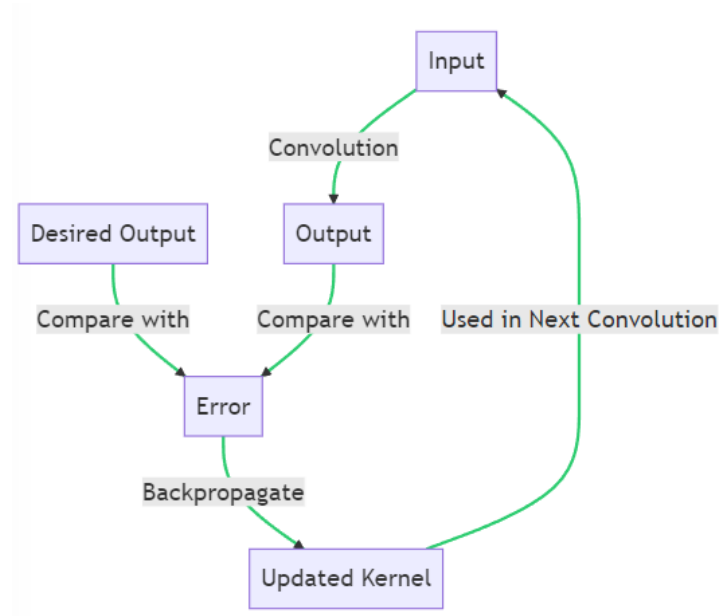 Input
Convolution
Desired Output
Output
Compare with
Compare with
Used in Next Convolution
Error
Backpropagate
Updated Kernel